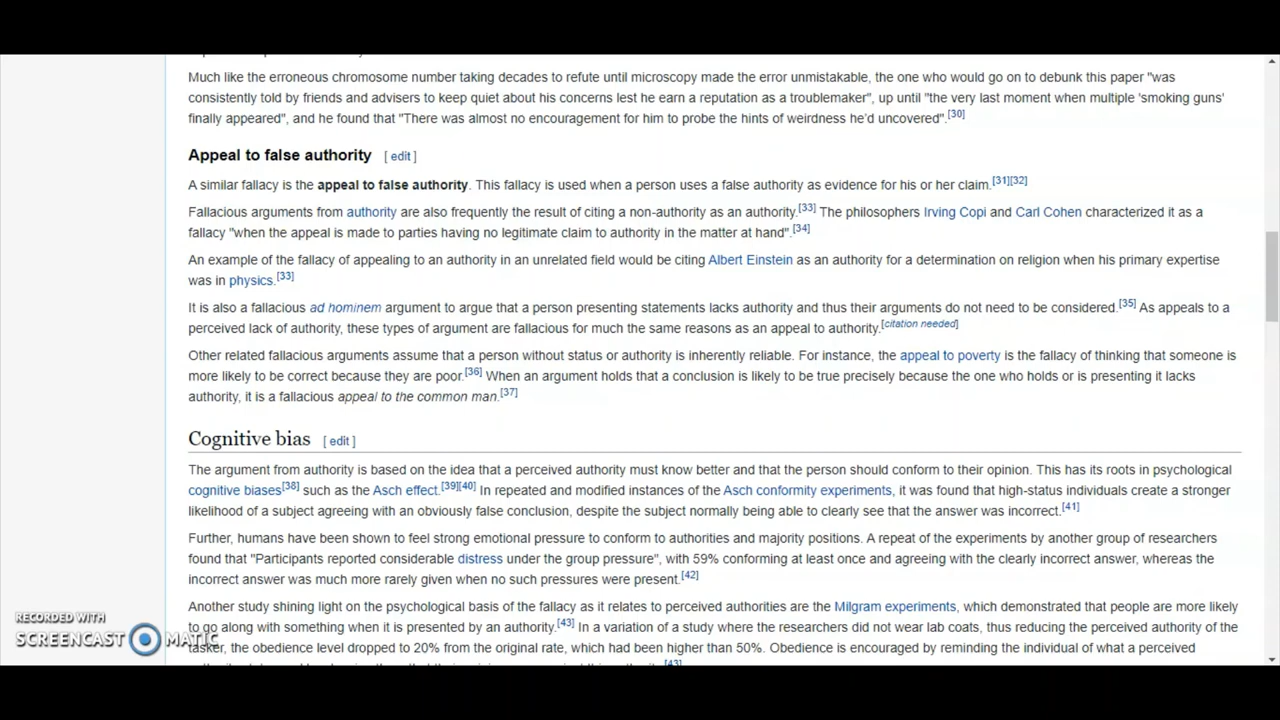 Much like the erroneous chromosome number taking decades to refute until microscopy made the error unmistakable, the one who would go on to debunk this paper "was
consistently told by friends and advisers to keep quiet about his concerns lest he earn a reputation as a troublemaker", up until "the very last moment when multiple 'smoking guns'
finally appeared", and he found that "There was almost no encouragement for him to probe the hints of weirdness he'd uncovered".[30]
Appeal to false authority [ edit ]
A similar fallacy is the appeal to false authority. This fallacy is used when a person uses a false authority as evidence for his or her claim.[31][32]
Fallacious arguments from authority are also frequently the result of citing a non-authority as an authority.[33] The philosophers Irving Copi and Carl Cohen characterized it as a
fallacy "when the appeal is made to parties having no legitimate claim to authority in the matter at hand".[34]
An example of the fallacy of appealing to an authority in an unrelated field would be citing Albert Einstein as an authority for a determination on religion when his primary expertise
was in physics.[33]
It is also a fallacious ad hominem argument to argue that a person presenting statements lacks authority and thus their arguments do not need to be considered.[35] As appeals to a
perceived lack of authority, these types of argument are fallacious for much the same reasons as an appeal to authority.[citation needed]
Other related fallacious arguments assume that a person without status or authority is inherently reliable. For instance, the appeal to poverty is the fallacy of thinking that someone is
more likely to be correct because they are poor.[36] When an argument holds that a conclusion is likely to be true precisely because the one who holds or is presenting it lacks
authority, it is a fallacious appeal to the common man.[37]
Cognitive bias [ edit ]
The argument from authority is based on the idea that a perceived authority must know better and that the person should conform to their opinion. This has its roots in psychological
cognitive biases[38] such as the Asch effect.[39][40] In repeated and modified instances of the Asch conformity experiments, it was found that high-status individuals create a stronger
likelihood of a subject agreeing with an obviously false conclusion, despite the subject normally being able to clearly see that the answer was incorrect.[41]
Further, humans have been shown to feel strong emotional pressure to conform to authorities and majority positions. A repeat of the experiments by another group of researchers
found that "Participants reported considerable distress under the group pressure", with 59% conforming at least once and agreeing with the clearly incorrect answer, whereas the
incorrect answer was much more rarely given when no such pressures were present.[42]
Another study shining light on the psychological basis of the fallacy as it relates to perceived authorities are the Milgram experiments, which demonstrated that people are more likely
to go along with something when it is presented by an authority.[43] In a variation of a study where the researchers did not wear lab coats, thus reducing the perceived authority of the
tasker, the obedience level dropped to 20% from the original rate, which had been higher than 50%. Obedience is encouraged by reminding the individual of what a perceived
[43]
RECORDED WITH
SCREENCAST MATIC